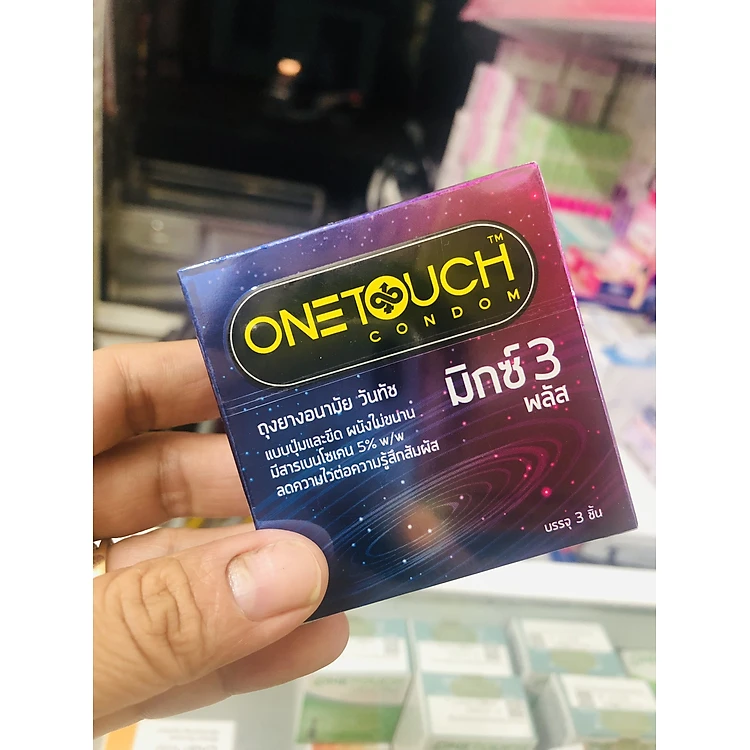 ONETOUCH™
CONDOM
มิกซ์ 3
พลัส
ถุงยางอนามัย วันทัช
แบบปุ่มและขีด ผนังไม่ขนาน
มีสารเบนโซเคน 5% w/w
ลดความไวต่อความรู้สึกสัมผัส
บรรจุ 3 ชิ้น